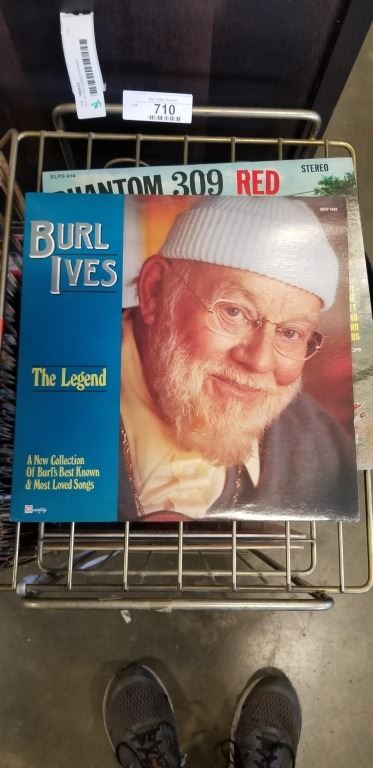 710
SLPS-414
STEREO
PHANTOM 309 RED
BURL
IVES
The Legend
A New Collection
Of Burl's Best Known
& Most Loved Songs